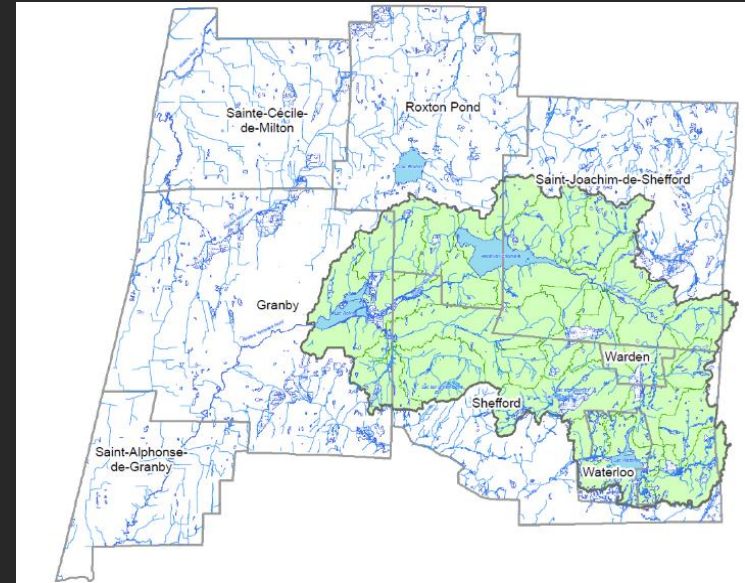 Roxton Pond
Sainte-Cécile-
de-Milton
Saint-Joachim-de-Shefford
Granby
Warden
Shefford
Saint-Alphonse-
de-Granby
Waterloo